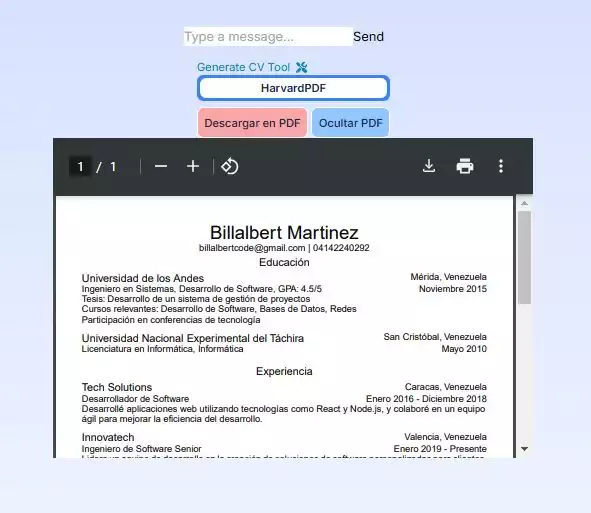 Type a message... Send
Generate CV Tool
HarvardPDF
Descargar en PDF Ocultar PDF
1 / 1
Billalbert Martinez
billalbertcode@gmail.com | 04142240292
Educación
Universidad de los Andes Mérida, Venezuela
Ingeniero en Sistemas, Desarrollo de Software, GPA: 4.5/5 Noviembre 2015
Tesis: Desarrollo de un sistema de gestión de proyectos
Cursos relevantes: Desarrollo de Software, Bases de Datos, Redes
Participación en conferencias de tecnología
Universidad Nacional Experimental del Táchira San Cristóbal, Venezuela
Licenciatura en Informática, Informática Mayo 2010
Experiencia
Tech Solutions Caracas, Venezuela
Desarrollador de Software Enero 2016 - Diciembre 2018
Desarrollé aplicaciones web utilizando tecnologías como React y Node.js, y colaboré en un equipo
ágil para mejorar la eficiencia del desarrollo.
Innovatech Valencia, Venezuela
Ingeniero de Software Senior Enero 2019 - Presente